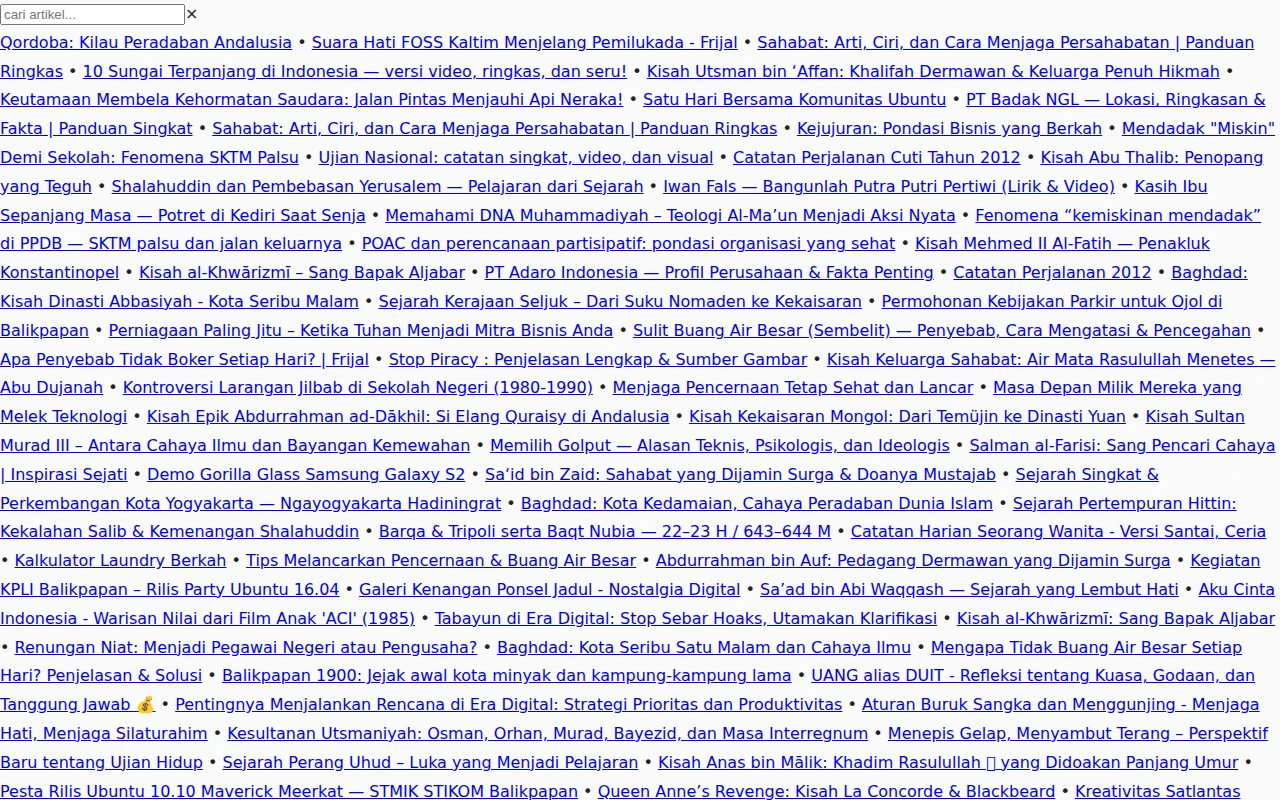 cari artikel... ×
Qordoba: Kilau Peradaban Andalusia • Suara Hati FOSS Kaltim Menjelang Pemilukada - Frijal • Sahabat: Arti, Ciri, dan Cara Menjaga Persahabatan | Panduan
Ringkas • 10 Sungai Terpanjang di Indonesia — versi video, ringkas, dan seru! • Kisah Utsman bin ‘Affan: Khalifah Dermawan & Keluarga Penuh Hikmah •
Keutamaan Membela Kehormatan Saudara: Jalan Pintas Menjauhi Api Neraka! • Satu Hari Bersama Komunitas Ubuntu • PT Badak NGL — Lokasi, Ringkasan &
Fakta | Panduan Singkat • Sahabat: Arti, Ciri, dan Cara Menjaga Persahabatan | Panduan Ringkas • Kejujuran: Pondasi Bisnis yang Berkah • Mendadak "Miskin"
Demi Sekolah: Fenomena SKTM Palsu • Ujian Nasional: catatan singkat, video, dan visual • Catatan Perjalanan Cuti Tahun 2012 • Kisah Abu Thalib: Penopang
yang Teguh • Shalahuddin dan Pembebasan Yerusalem — Pelajaran dari Sejarah • Iwan Fals — Bangunlah Putra Putri Pertiwi (Lirik & Video) • Kasih Ibu
Sepanjang Masa — Potret di Kediri Saat Senja • Memahami DNA Muhammadiyah – Teologi Al-Ma’un Menjadi Aksi Nyata • Fenomena “kemiskinan mendadak”
di PPDB — SKTM palsu dan jalan keluarnya • POAC dan perencanaan partisipatif: pondasi organisasi yang sehat • Kisah Mehmed II Al-Fatih — Penakluk
Konstantinopel • Kisah al-Khwārizmī – Sang Bapak Aljabar • PT Adaro Indonesia — Profil Perusahaan & Fakta Penting • Catatan Perjalanan 2012 • Baghdad:
Kisah Dinasti Abbasiyah - Kota Seribu Malam • Sejarah Kerajaan Seljuk – Dari Suku Nomaden ke Kekaisaran • Permohonan Kebijakan Parkir untuk Ojol di
Balikpapan • Perniagaan Paling Jitu – Ketika Tuhan Menjadi Mitra Bisnis Anda • Sulit Buang Air Besar (Sembelit) — Penyebab, Cara Mengatasi & Pencegahan •
Apa Penyebab Tidak Boker Setiap Hari? | Frijal • Stop Piracy : Penjelasan Lengkap & Sumber Gambar • Kisah Keluarga Sahabat: Air Mata Rasulullah Menetes —
Abu Dujanah • Kontroversi Larangan Jilbab di Sekolah Negeri (1980-1990) • Menjaga Pencernaan Tetap Sehat dan Lancar • Masa Depan Milik Mereka yang
Melek Teknologi • Kisah Epik Abdurrahman ad-Dākhil: Si Elang Quraisy di Andalusia • Kisah Kekaisaran Mongol: Dari Temüjin ke Dinasti Yuan • Kisah Sultan
Murad III – Antara Cahaya Ilmu dan Bayangan Kemewahan • Memilih Golput — Alasan Teknis, Psikologis, dan Ideologis • Salman al-Farisi: Sang Pencari Cahaya
| Inspirasi Sejati • Demo Gorilla Glass Samsung Galaxy S2 • Sa‘id bin Zaid: Sahabat yang Dijamin Surga & Doanya Mustajab • Sejarah Singkat &
Perkembangan Kota Yogyakarta — Ngayogyakarta Hadiningrat • Baghdad: Kota Kedamaian, Cahaya Peradaban Dunia Islam • Sejarah Pertempuran Hittin:
Kekalahan Salib & Kemenangan Shalahuddin • Barqa & Tripoli serta Baqt Nubia — 22–23 H / 643–644 M • Catatan Harian Seorang Wanita - Versi Santai, Ceria
• Kalkulator Laundry Berkah • Tips Melancarkan Pencernaan & Buang Air Besar • Abdurrahman bin Auf: Pedagang Dermawan yang Dijamin Surga • Kegiatan
KPLI Balikpapan – Rilis Party Ubuntu 16.04 • Galeri Kenangan Ponsel Jadul - Nostalgia Digital • Sa’ad bin Abi Waqqash — Sejarah yang Lembut Hati • Aku Cinta
Indonesia - Warisan Nilai dari Film Anak 'ACI' (1985) • Tabayun di Era Digital: Stop Sebar Hoaks, Utamakan Klarifikasi • Kisah al-Khwārizmī: Sang Bapak Aljabar
• Renungan Niat: Menjadi Pegawai Negeri atau Pengusaha? • Baghdad: Kota Seribu Satu Malam dan Cahaya Ilmu • Mengapa Tidak Buang Air Besar Setiap
Hari? Penjelasan & Solusi • Balikpapan 1900: Jejak awal kota minyak dan kampung-kampung lama • UANG alias DUIT - Refleksi tentang Kuasa, Godaan, dan
Tanggung Jawab 💰 • Pentingnya Menjalankan Rencana di Era Digital: Strategi Prioritas dan Produktivitas • Aturan Buruk Sangka dan Menggunjing - Menjaga
Hati, Menjaga Silaturahim • Kesultanan Utsmaniyah: Osman, Orhan, Murad, Bayezid, dan Masa Interregnum • Menepis Gelap, Menyambut Terang – Perspektif
Baru tentang Ujian Hidup • Sejarah Perang Uhud – Luka yang Menjadi Pelajaran • Kisah Anas bin Mālik: Khadim Rasulullah yang Didoakan Panjang Umur •
Pesta Rilis Ubuntu 10.10 Maverick Meerkat — STMIK STIKOM Balikpapan • Queen Anne’s Revenge: Kisah La Concorde & Blackbeard • Kreativitas Satlantas